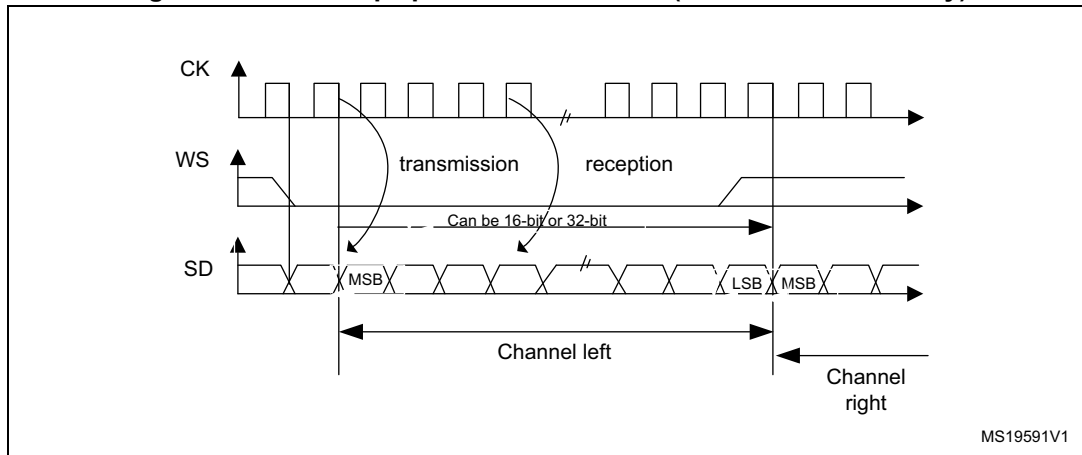 CK
WS
transmission reception
Can be 16-bit or 32-bit
SD
MSB LSB MSB
Channel left
Channel
right
MS19591V1